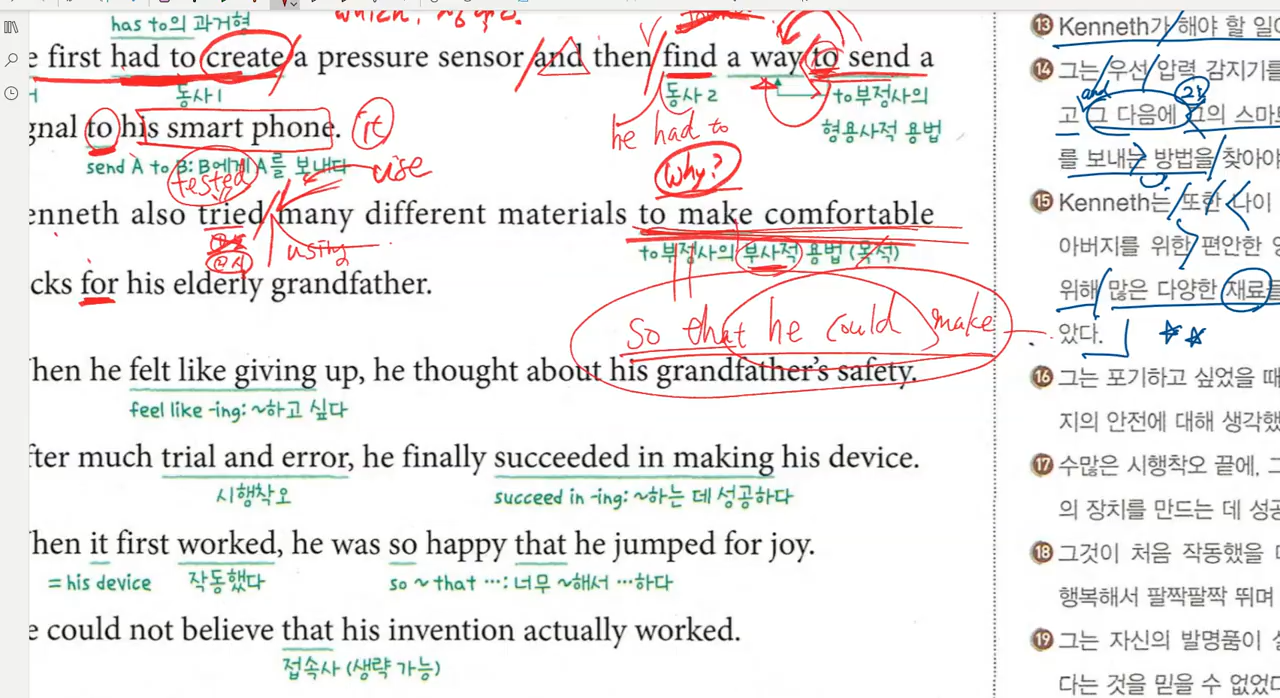 which,
has to의 과거형
e first had to create a pressure sensor and then find a way to send a
동사1
동사 2
to부정사의
형용사적 용법
he had to
gnal to his smart phone.
it
send A to B: B에게 A를 보내다
tested
use
Why?
enneth also tried many different materials to make comfortable
using
to부정사의 부사적 용법 (목적)
cks for his elderly grandfather.
so that he could make
hen he felt like giving up, he thought about his grandfather's safety.
feel like -ing: ~하고 싶다
fter much trial and error, he finally succeeded in making his device.
시행착오
succeed in -ing: ~하는 데 성공하다
hen it first worked, he was so happy that he jumped for joy.
= his device
작동했다
so ~ that …: 너무 ~해서 …하다
e could not believe that his invention actually worked.
접속사 (생략 가능)
⑬ Kenneth가 해야 할 일
⑭ 그는 우선 압력 감지기를
and
고 그 다음에 그의 스마트
를 보내는 방법을 찾아야
⑮ Kenneth는 또한 나이
아버지를 위한 편안한 양
위해 많은 다양한 재료를
았다.
⑯ 그는 포기하고 싶었을 때
지의 안전에 대해 생각했
⑰ 수많은 시행착오 끝에, 그
의 장치를 만드는 데 성공
⑱ 그것이 처음 작동했을 때
행복해서 팔짝팔짝 뛰며
⑲ 그는 자신의 발명품이 실
다는 것을 믿을 수 없었다